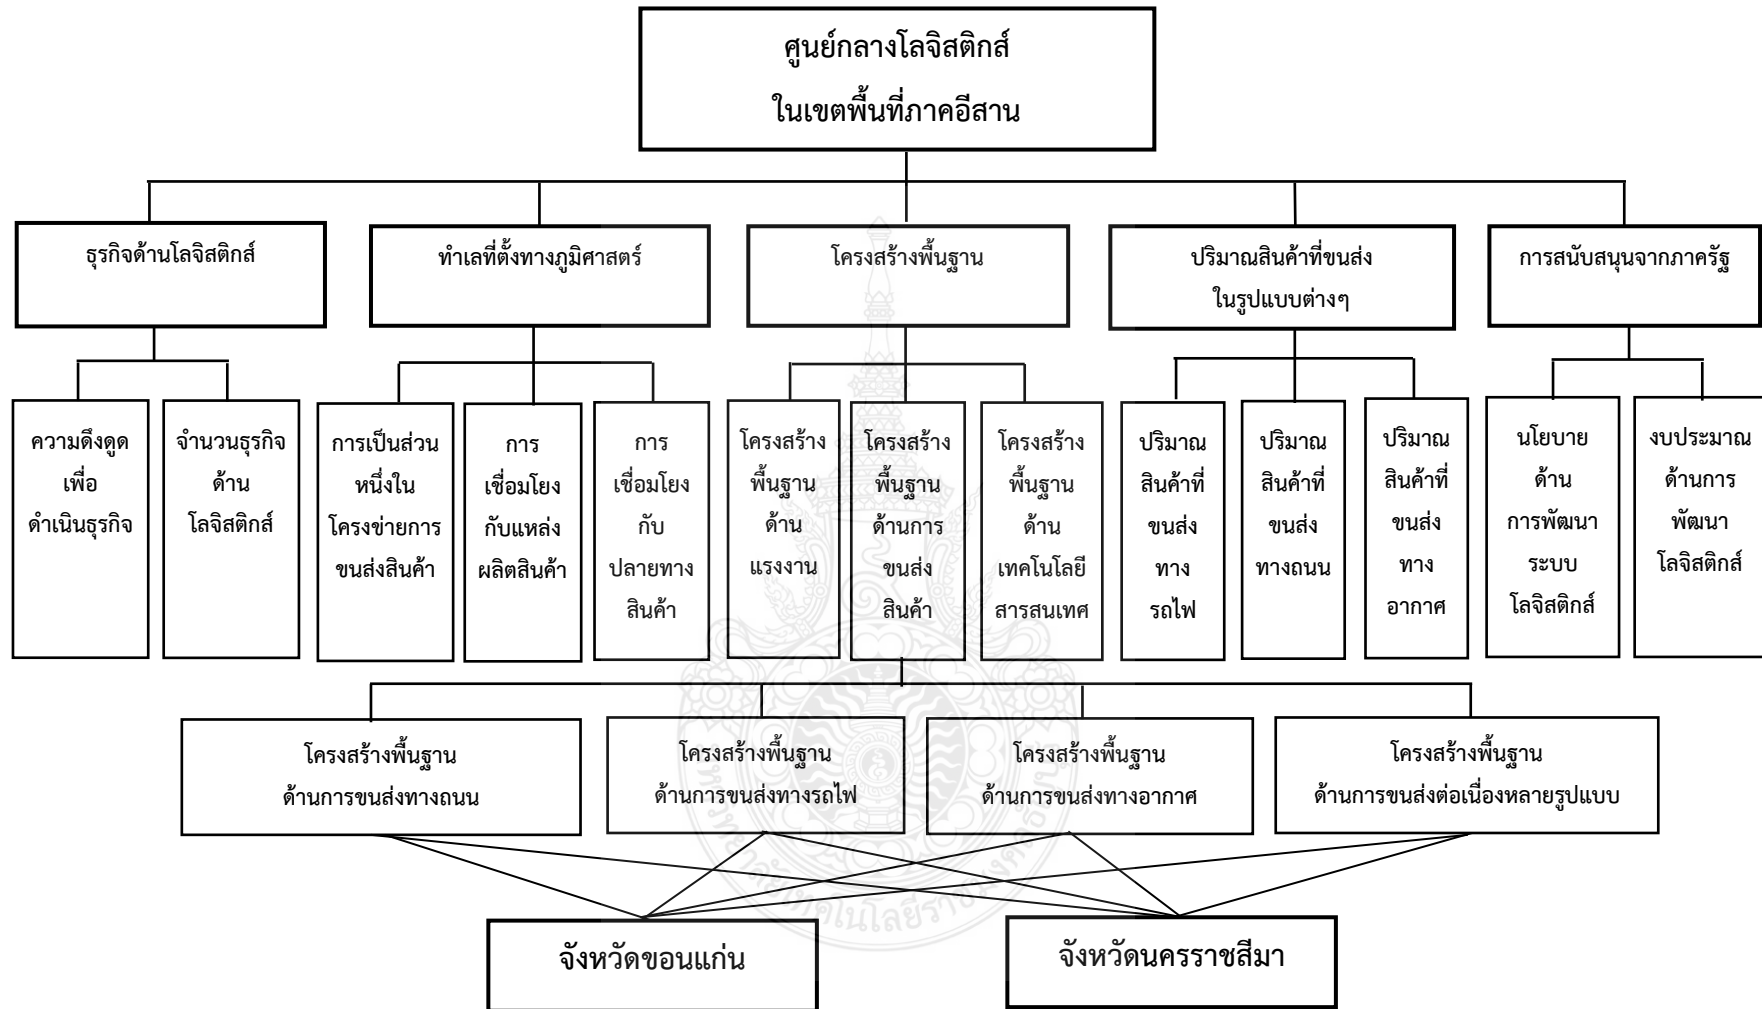 ศูนย์กลางโลจิสติกส์
ในเขตพื้นที่ภาคอีสาน
ธุรกิจด้านโลจิสติกส์
ทำเลที่ตั้งทางภูมิศาสตร์
โครงสร้างพื้นฐาน
ปริมาณสินค้าที่ขนส่ง
ในรูปแบบต่างๆ
การสนับสนุนจากภาครัฐ
ความดึงดูด
เพื่อ
ดำเนินธุรกิจ
จำนวนธุรกิจ
ด้าน
โลจิสติกส์
การเป็นส่วน
หนึ่งใน
โครงข่ายการ
ขนส่งสินค้า
การ
เชื่อมโยง
กับแหล่ง
ผลิตสินค้า
การ
เชื่อมโยง
กับ
ปลายทาง
สินค้า
โครงสร้าง
พื้นฐาน
ด้าน
แรงงาน
โครงสร้าง
พื้นฐาน
ด้านการ
ขนส่ง
สินค้า
โครงสร้าง
พื้นฐาน
ด้าน
เทคโนโลยี
สารสนเทศ
ปริมาณ
สินค้าที่
ขนส่ง
ทาง
รถไฟ
ปริมาณ
สินค้าที่
ขนส่ง
ทางถนน
ปริมาณ
สินค้าที่
ขนส่ง
ทาง
อากาศ
นโยบาย
ด้าน
การพัฒนา
ระบบ
โลจิสติกส์
งบประมาณ
ด้านการ
พัฒนา
โลจิสติกส์
โครงสร้างพื้นฐาน
ด้านการขนส่งทางถนน
โครงสร้างพื้นฐาน
ด้านการขนส่งทางรถไฟ
โครงสร้างพื้นฐาน
ด้านการขนส่งทางอากาศ
โครงสร้างพื้นฐาน
ด้านการขนส่งต่อเนื่องหลายรูปแบบ
จังหวัดขอนแก่น
จังหวัดนครราชสีมา